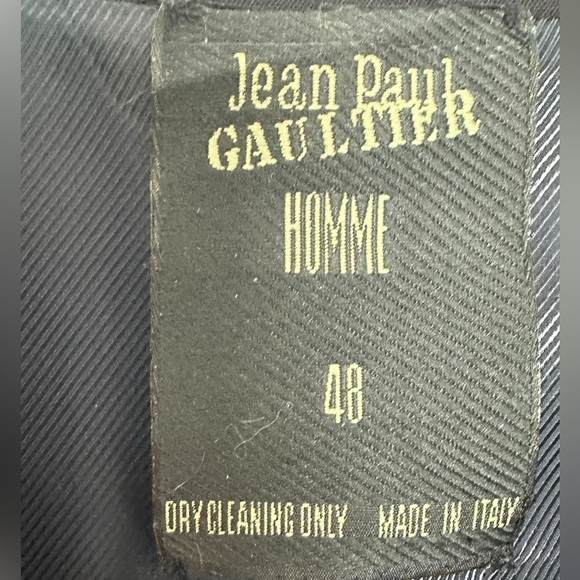 Jean Paul
GAULTIER
HOMME
48
DRY CLEANING ONLY MADE IN ITALY